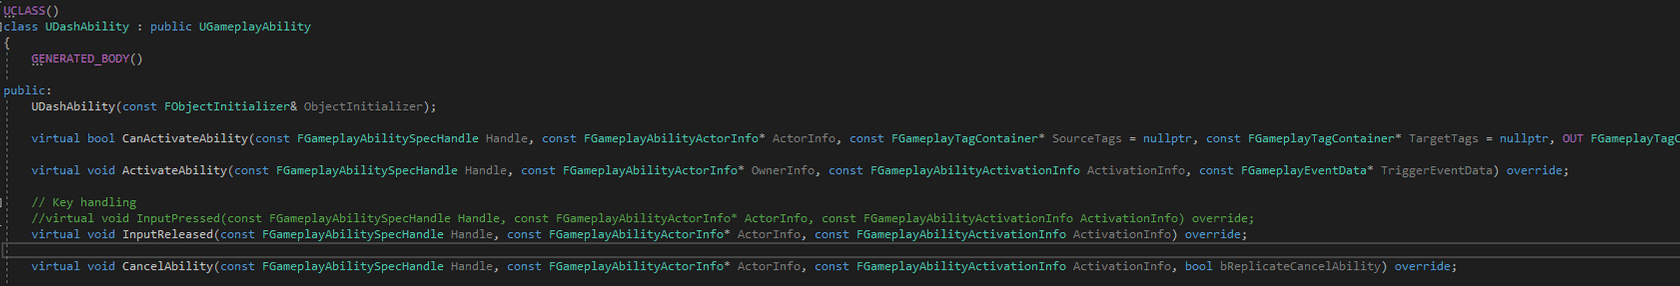 UCLASS()
class UDashAbility : public UGameplayAbility
{
GENERATED_BODY()
public:
UDashAbility(const FObjectInitializer& ObjectInitializer);
virtual bool CanActivateAbility(const FGameplayAbilitySpecHandle Handle, const FGameplayAbilityActorInfo* ActorInfo, const FGameplayTagContainer* SourceTags = nullptr, const FGameplayTagContainer* TargetTags = nullptr, OUT FGameplayTagC
virtual void ActivateAbility(const FGameplayAbilitySpecHandle Handle, const FGameplayAbilityActorInfo* OwnerInfo, const FGameplayAbilityActivationInfo ActivationInfo, const FGameplayEventData* TriggerEventData) override;
// Key handling
//virtual void InputPressed(const FGameplayAbilitySpecHandle Handle, const FGameplayAbilityActorInfo* ActorInfo, const FGameplayAbilityActivationInfo ActivationInfo) override;
virtual void InputReleased(const FGameplayAbilitySpecHandle Handle, const FGameplayAbilityActorInfo* ActorInfo, const FGameplayAbilityActivationInfo ActivationInfo) override;
virtual void CancelAbility(const FGameplayAbilitySpecHandle Handle, const FGameplayAbilityActorInfo* ActorInfo, const FGameplayAbilityActivationInfo ActivationInfo, bool bReplicateCancelAbility) override;